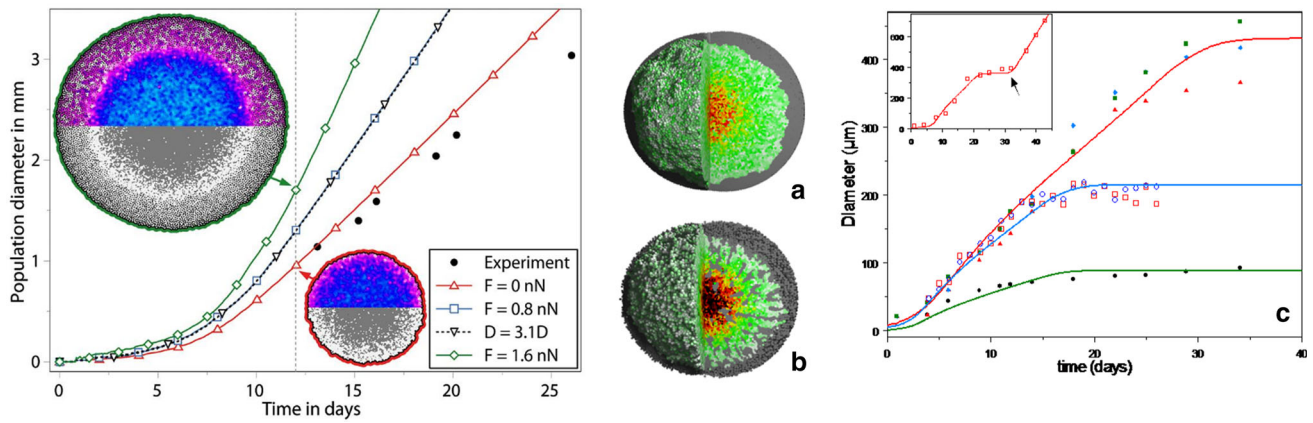 Population diameter in mm
3
2
1
0
0
5
10
15
20
25
Time in days
Experiment
F = 0 nN
F = 0.8 nN
D = 3.1D
F = 1.6 nN
a
b
Diameter (µm)
400
300
200
100
0
0
10
20
30
40
time (days)
600
400
200
0
0
10
20
30
40
c